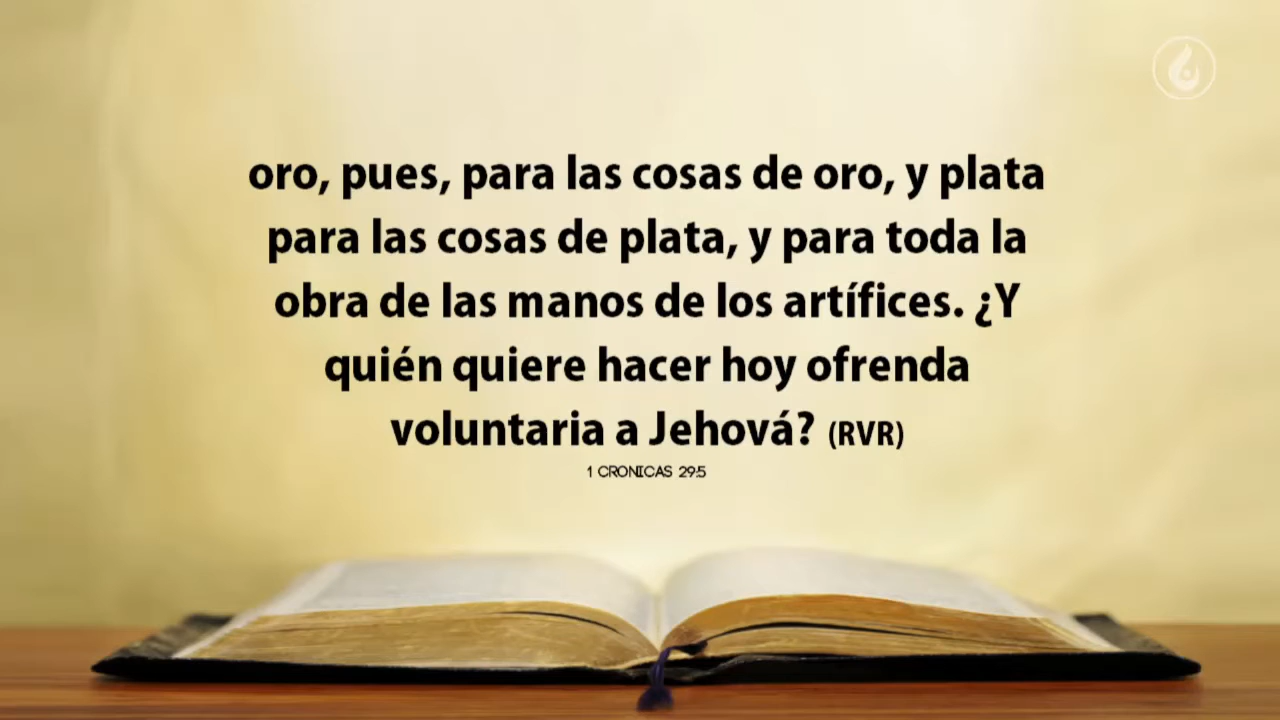 oro, pues, para las cosas de oro, y plata
para las cosas de plata, y para toda la
obra de las manos de los artífices. ¿Y
quién quiere hacer hoy ofrenda
voluntaria a Jehová? (RVR)
1 CRONICAS 29:5